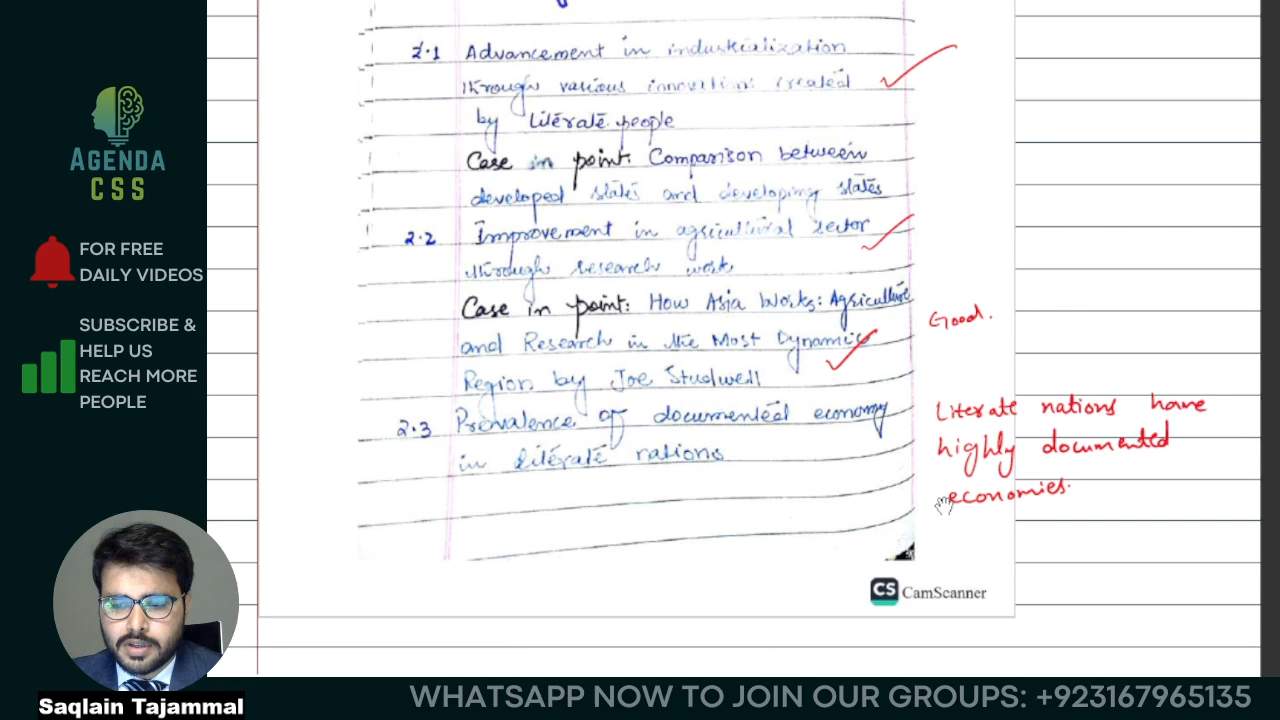 AGENDA
CSS
FOR FREE
DAILY VIDEOS
SUBSCRIBE &
HELP US
REACH MORE
PEOPLE
2.1 Advancement in industrialization
through various innovations created
by literate people
Case in point: Comparison between
developed states and developing states
2.2 Improvement in agricultural sector
through research work
Case in point: How Asia Works: Agriculture
and Research in the Most Dynamic
Region by Joe Studwell
2.3 Prevalence of documented economy
in literate nations
Good.
Literate nations have
highly documented
economies.
CS CamScanner
Saqlain Tajammal
WHATSAPP NOW TO JOIN OUR GROUPS: +923167965135